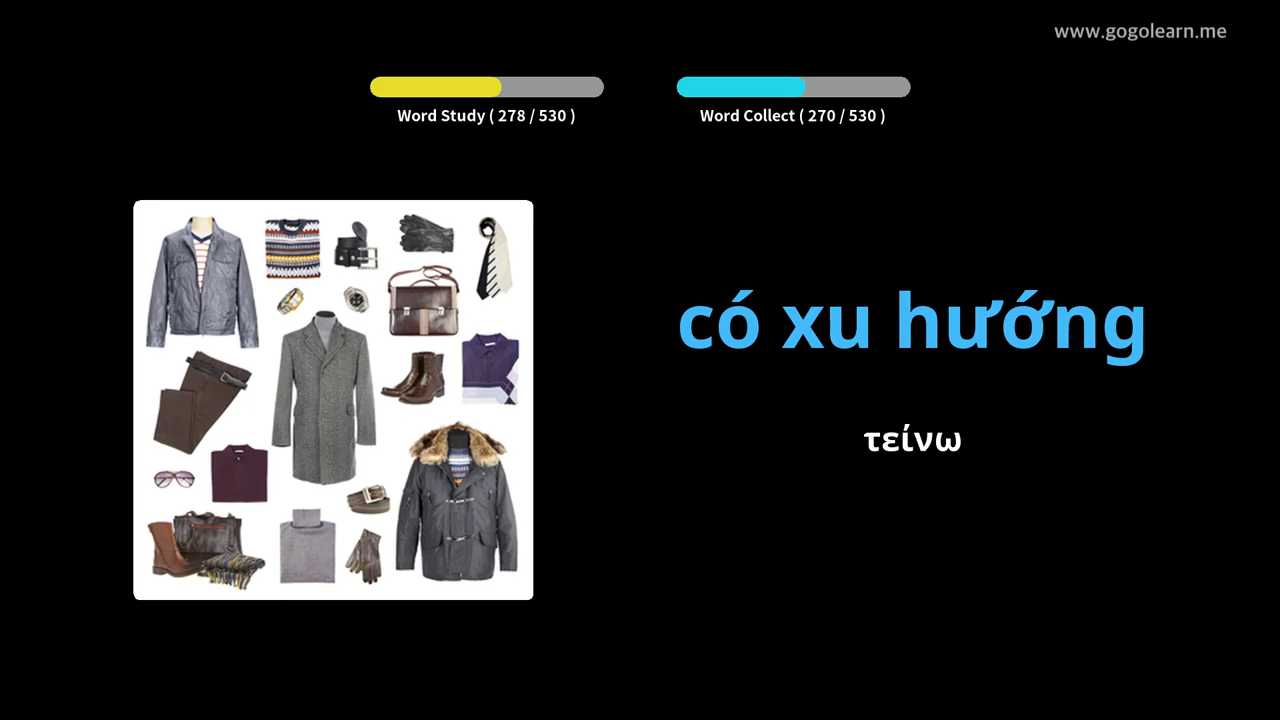 www.gogolearn.me
Word Study ( 278 / 530 )
Word Collect ( 270 / 530 )
có xu hướng
τείνω